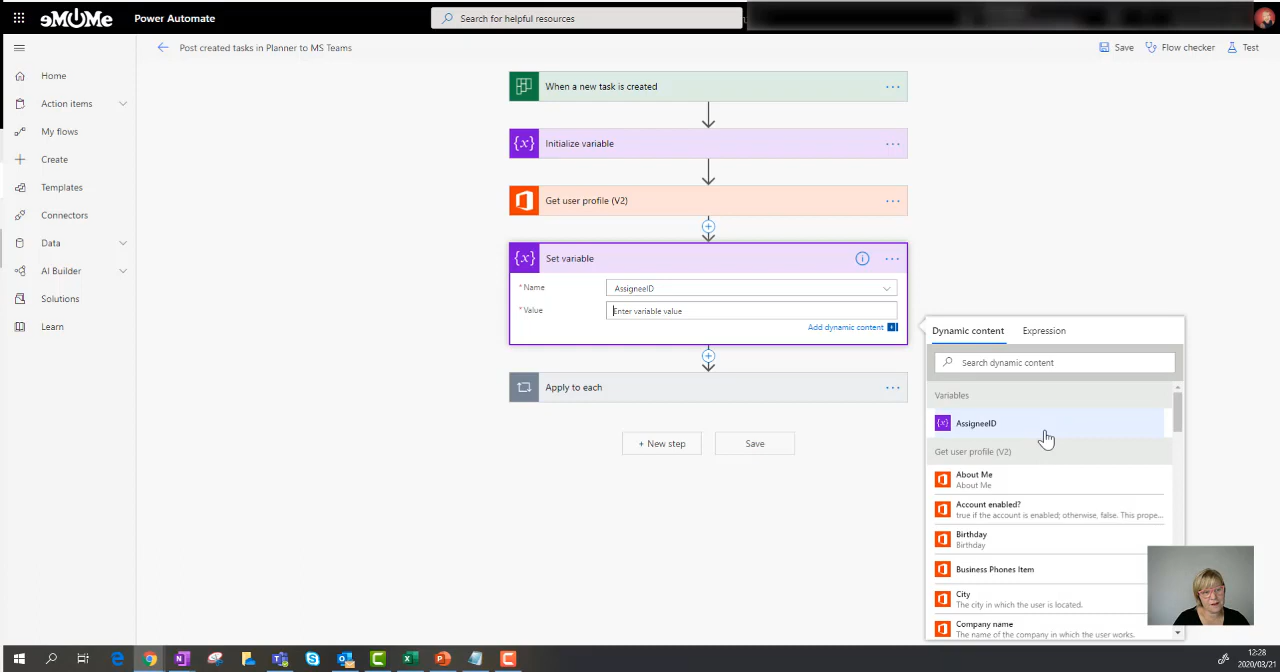 eMOMe
Power Automate
Search for helpful resources
Post created tasks in Planner to MS Teams
Save
Flow checker
Test
Home
Action items
My flows
Create
Templates
Connectors
Data
AI Builder
Solutions
Learn
When a new task is created
Initialize variable
Get user profile (V2)
Set variable
* Name
AssigneeID
* Value
Enter variable value
Add dynamic content
Apply to each
+ New step
Save
Dynamic content
Expression
Search dynamic content
Variables
AssigneeID
Get user profile (V2)
About Me
About Me
Account enabled?
true if the account is enabled; otherwise, false. This prope...
Birthday
Birthday
Business Phones Item
City
The city in which the user is located.
Company name
The name of the company in which the user works.
12:28
2020/03/21